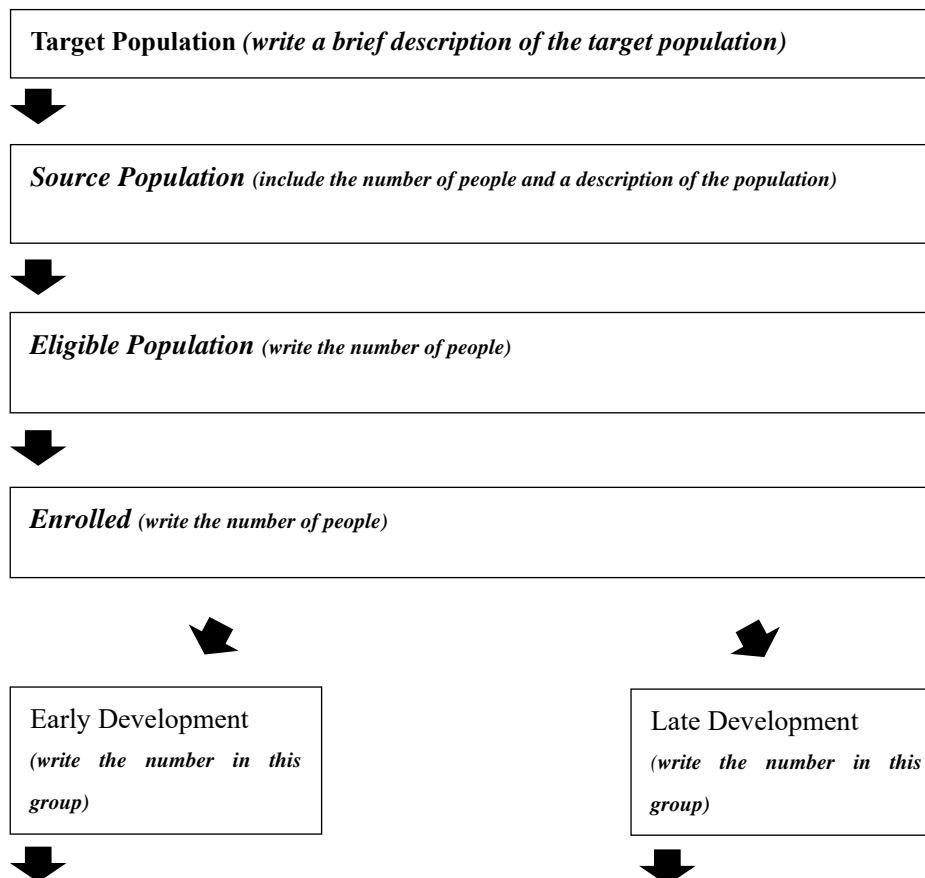 Target Population (write a brief description of the target population)
Source Population (include the number of people and a description of the population)
Eligible Population (write the number of people)
Enrolled (write the number of people)
Early Development
(write the number in this
group)
Late Development
(write the number in this
group)